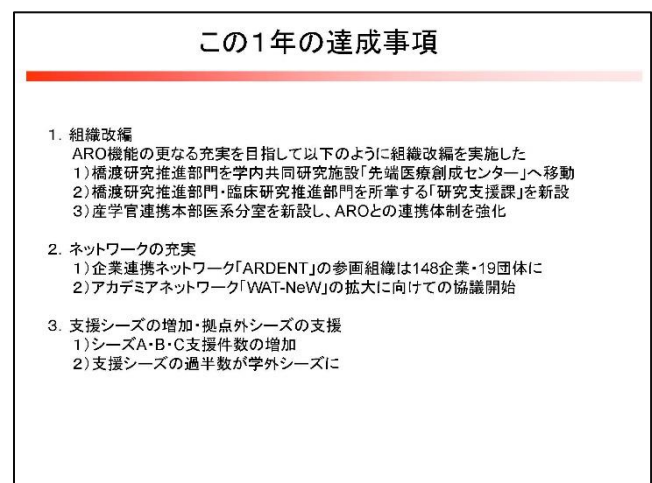 この1年の達成事項
1. 組織改編
ARO機能の更なる充実を目指して以下のように組織改編を実施した
1)橋渡研究推進部門を学内共同研究施設「先端医療創成センター」へ移動
2)橋渡研究推進部門・臨床研究推進部門を所掌する「研究支援課」を新設
3)産学官連携本部医系分室を新設し、AROとの連携体制を強化
2. ネットワークの充実
1)企業連携ネットワーク「ARDENT」の参画組織は148企業・19団体に
2)アカデミアネットワーク「WAT-NeW」の拡大に向けての協議開始
3. 支援シーズの増加・拠点外シーズの支援
1)シーズA・B・C支援件数の増加
2)支援シーズの過半数が学外シーズに